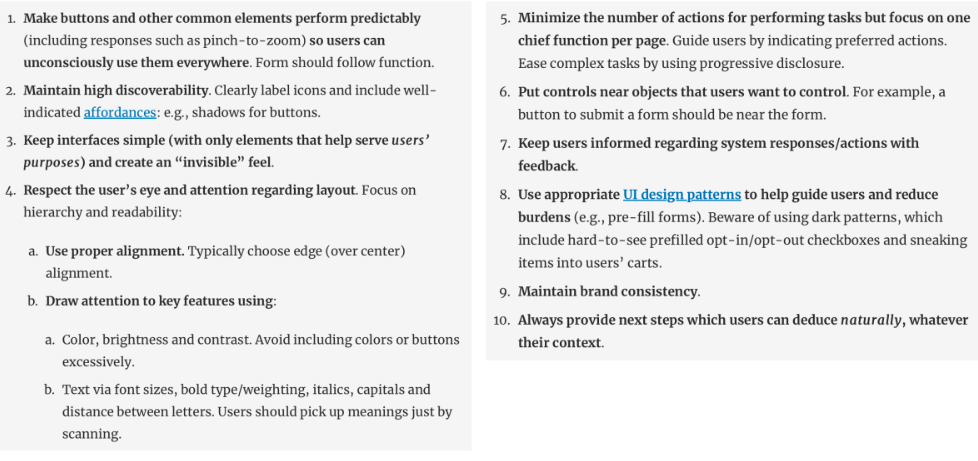 1. Make buttons and other common elements perform predictably
(including responses such as pinch-to-zoom) so users can
unconsciously use them everywhere. Form should follow function.
2. Maintain high discoverability. Clearly label icons and include well-
indicated affordances: e.g., shadows for buttons.
3. Keep interfaces simple (with only elements that help serve users’
purposes) and create an “invisible” feel.
4. Respect the user’s eye and attention regarding layout. Focus on
hierarchy and readability:
a. Use proper alignment. Typically choose edge (over center)
alignment.
b. Draw attention to key features using:
a. Color, brightness and contrast. Avoid including colors or buttons
excessively.
b. Text via font sizes, bold type/weighting, italics, capitals and
distance between letters. Users should pick up meanings just by
scanning.
5. Minimize the number of actions for performing tasks but focus on one
chief function per page. Guide users by indicating preferred actions.
Ease complex tasks by using progressive disclosure.
6. Put controls near objects that users want to control. For example, a
button to submit a form should be near the form.
7. Keep users informed regarding system responses/actions with
feedback.
8. Use appropriate UI design patterns to help guide users and reduce
burdens (e.g., pre-fill forms). Beware of using dark patterns, which
include hard-to-see prefilled opt-in/opt-out checkboxes and sneaking
items into users’ carts.
9. Maintain brand consistency.
10. Always provide next steps which users can deduce naturally, whatever
their context.